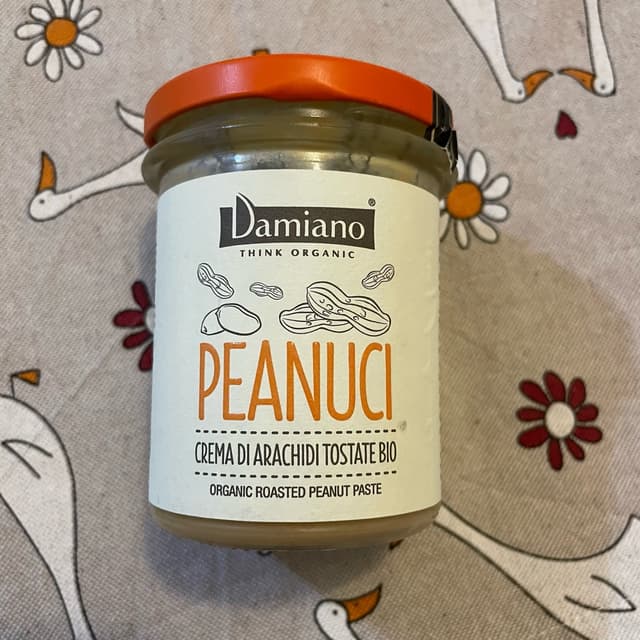 Damiano®
THINK ORGANIC
PEANUCI
CREMA DI ARACHIDI TOSTATE BIO
ORGANIC ROASTED PEANUT PASTE